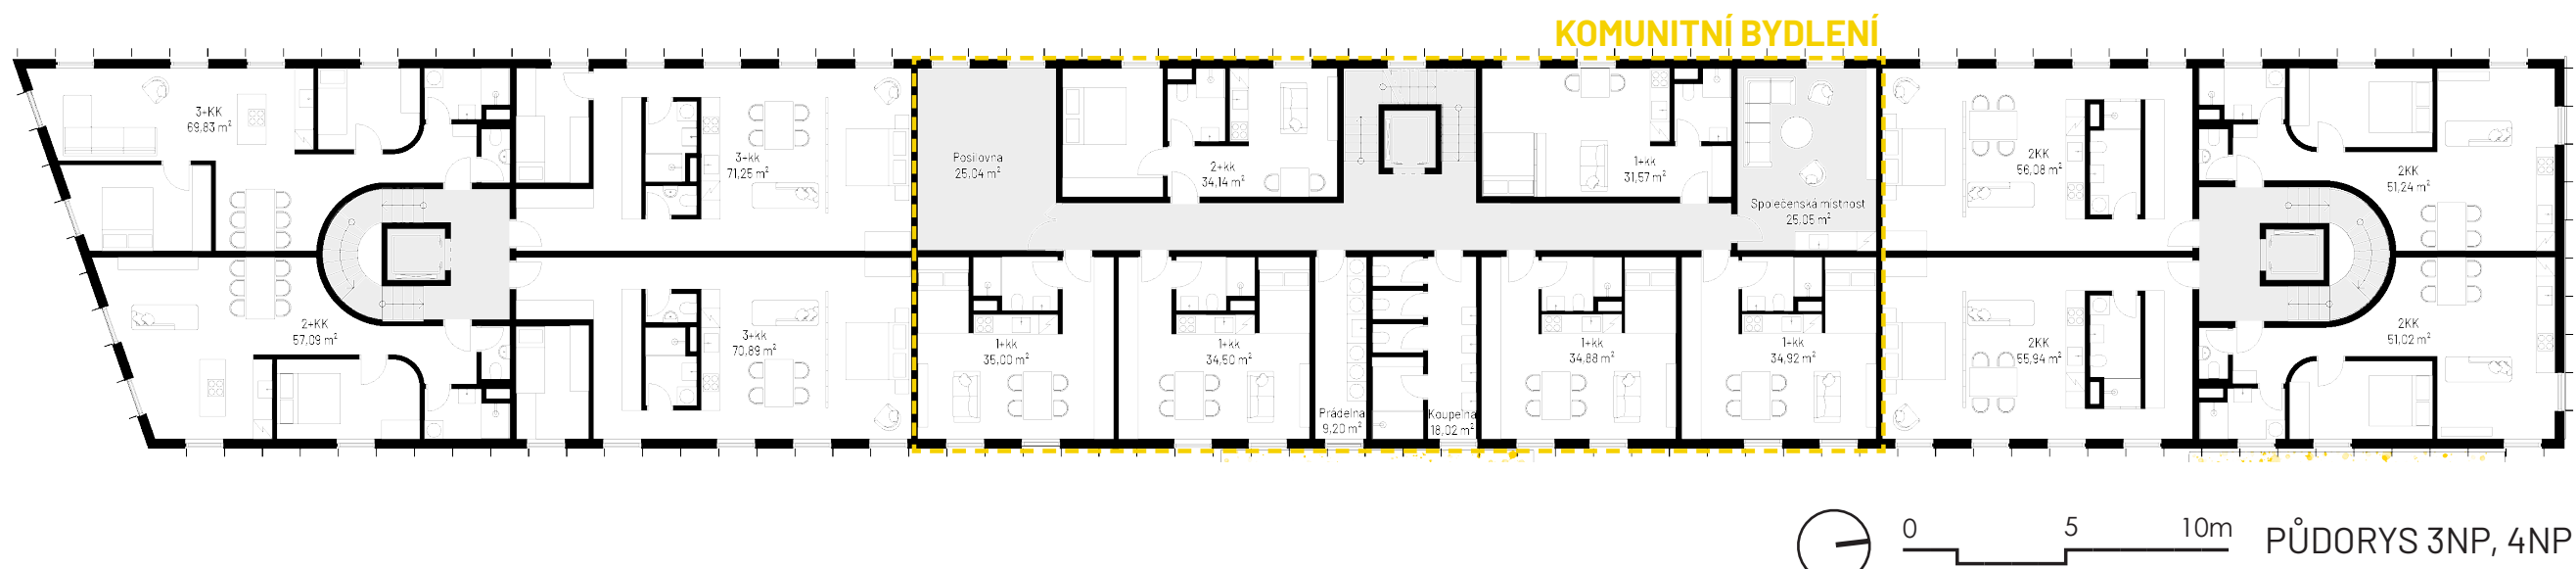 KOMUNITNÍ BYDLENÍ
3+KK
69,83 m²
3+kk
71,25 m²
Posilovna
25,04 m²
2+kk
34,14 m²
1+kk
31,57 m²
Společenská místnost
25,05 m²
2KK
56,08 m²
2KK
51,24 m²
2+KK
57,09 m²
3+kk
70,89 m²
1+kk
35,00 m²
1+kk
34,50 m²
Prádelna
9,20 m²
Koupelna
18,02 m²
1+kk
34,88 m²
1+kk
34,92 m²
2KK
55,94 m²
2KK
51,02 m²
0 5 10m
PŮDORYS 3NP, 4NP